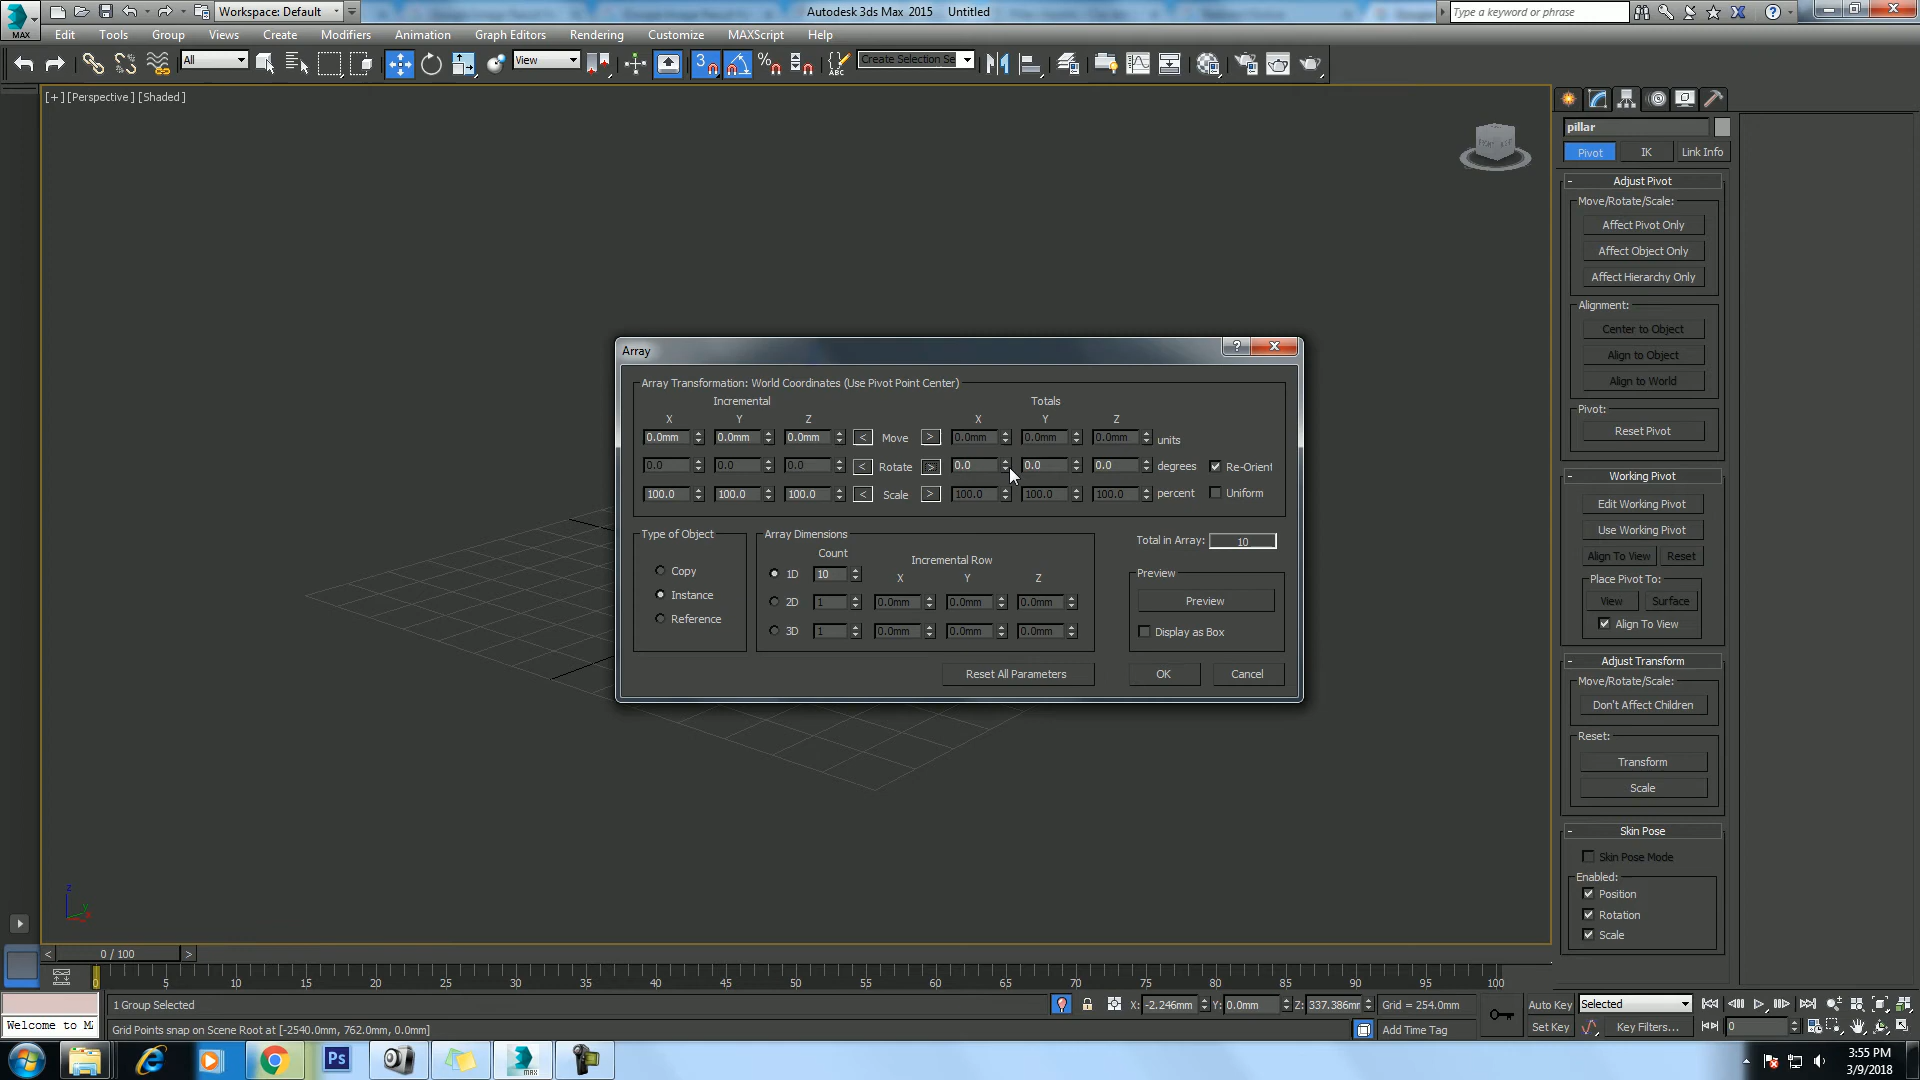 MAX
Workspace: Default
Autodesk 3ds Max 2015    Untitled
Type a keyword or phrase
Edit Tools Group Views Create Modifiers Animation Graph Editors Rendering Customize MAXScript Help
All
View
3
%
ABC
Create Selection Se
[+] [Perspective] [Shaded]
pillar
Pivot IK Link Info
- Adjust Pivot
Move/Rotate/Scale:
Affect Pivot Only
Affect Object Only
Affect Hierarchy Only
Alignment:
Center to Object
Align to Object
Align to World
Pivot:
Reset Pivot
- Working Pivot
Edit Working Pivot
Use Working Pivot
Align To View Reset
Place Pivot To:
View Surface
Align To View
- Adjust Transform
Move/Rotate/Scale:
Don't Affect Children
Reset:
Transform
Scale
- Skin Pose
Skin Pose Mode
Enabled:
Position
Rotation
Scale
Array
?
Array Transformation: World Coordinates (Use Pivot Point Center)
Incremental Totals
X Y Z X Y Z
0.0mm 0.0mm 0.0mm < Move > 0.0mm 0.0mm 0.0mm units
0.0 0.0 0.0 < Rotate > 0.0 0.0 0.0 degrees Re-Orient
100.0 100.0 100.0 < Scale > 100.0 100.0 100.0 percent Uniform
Type of Object
Copy
Instance
Reference
Array Dimensions
Count Incremental Row
X Y Z
1D 10
2D 1 0.0mm 0.0mm 0.0mm
3D 1 0.0mm 0.0mm 0.0mm
Total in Array: 10
Preview
Preview
Display as Box
Reset All Parameters OK Cancel
z
y
x
< 0 / 100 >
0 5 10 15 20 25 30 35 40 45 50 55 60 65 70 75 80 85 90 95 100
1 Group Selected
X: -2.246mm Y: 0.0mm Z: 337.386mr Grid = 254.0mm
Auto Key Selected
Welcome to M
Grid Points snap on Scene Root at [-2540.0mm, 762.0mm, 0.0mm]
Add Time Tag
Set Key Key Filters... 0
Ps
MAX
3:55 PM
3/9/2018